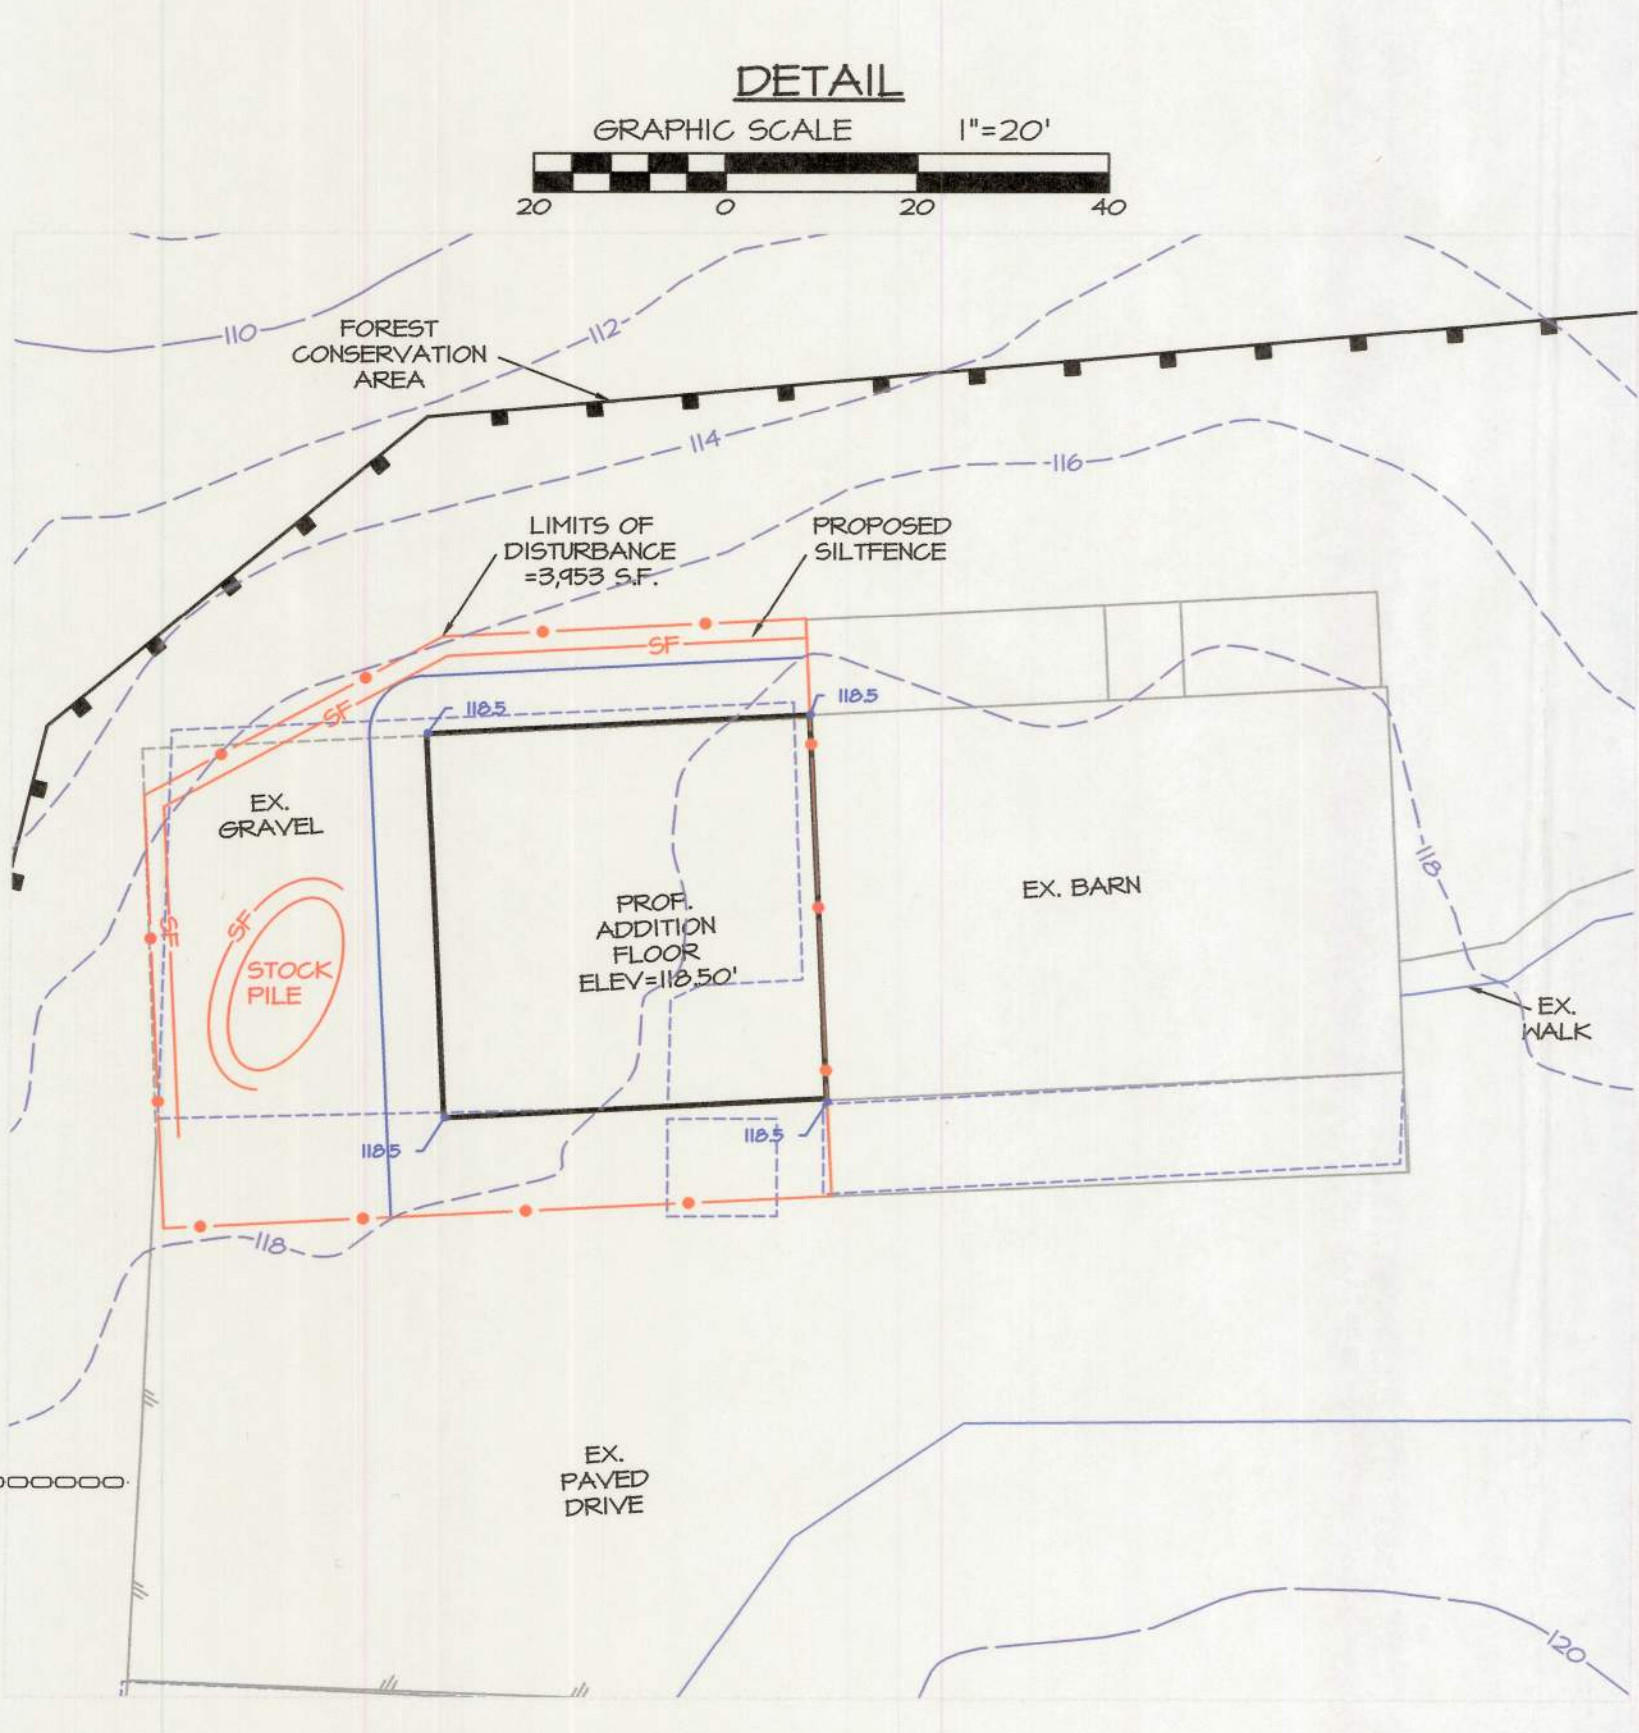 DETAIL
GRAPHIC SCALE 1"=20'
20 0 20 40
110
FOREST
CONSERVATION
AREA
112
114
116
LIMITS OF
DISTURBANCE
=3,953 S.F.
PROPOSED
SILTFENCE
SF
SF
118.5
118.5
EX.
GRAVEL
118
EX. BARN
PROP.
ADDITION
FLOOR
ELEV=118.50'
SF
SF
STOCK
PILE
EX.
WALK
118.5
118.5
118
EX.
PAVED
DRIVE
120